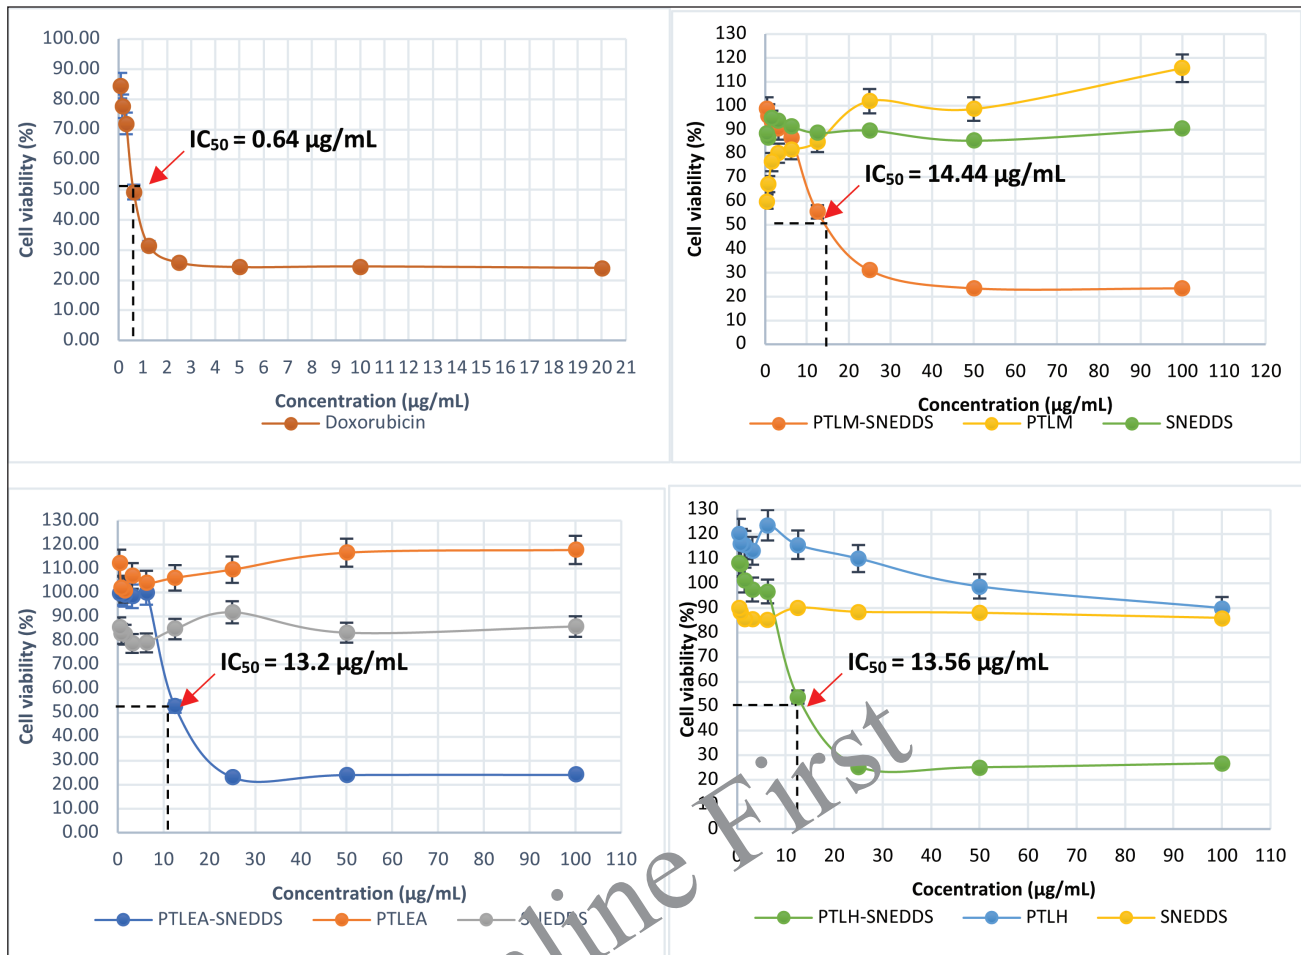 100.00
90.00
80.00
70.00
60.00
50.00
40.00
30.00
20.00
10.00
0.00
Cell viability (%)
IC50 = 0.64 µg/mL
0 1 2 3 4 5 6 7 8 9 10 11 12 13 14 15 16 17 18 19 20 21
Concentration (µg/mL)
Doxorubicin
130
120
110
100
90
80
70
60
50
40
30
20
10
0
Cell viability (%)
IC50 = 14.44 µg/mL
0 10 20 30 40 50 60 70 80 90 100 110 120
Concentration (µg/mL)
PTLM-SNEDDS PTLM SNEDDS
130.00
120.00
110.00
100.00
90.00
80.00
70.00
60.00
50.00
40.00
30.00
20.00
10.00
0.00
Cell viability (%)
IC50 = 13.2 µg/mL
0 10 20 30 40 50 60 70 80 90 100 110
Concentration (µg/mL)
PTLEA-SNEDDS PTLEA SNEDDS
130
120
110
100
90
80
70
60
50
40
30
20
10
0
Cell viability (%)
IC50 = 13.56 µg/mL
0 10 20 30 40 50 60 70 80 90 100 110
Cocentration (µg/mL)
PTLH-SNEDDS PTLH SNEDDS
First